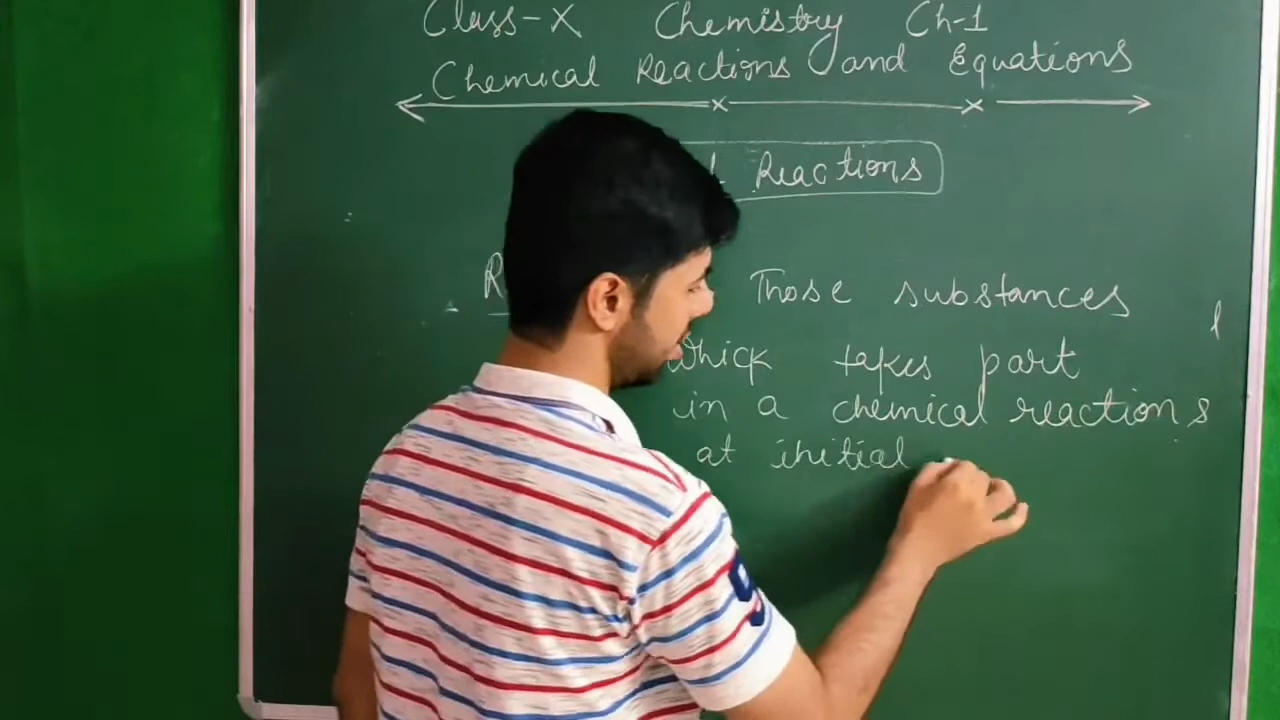 Class-X Chemistry Ch-1
Chemical Reactions and Equations
Reactions
Those substances
which takes part
in a chemical reactions
at initial